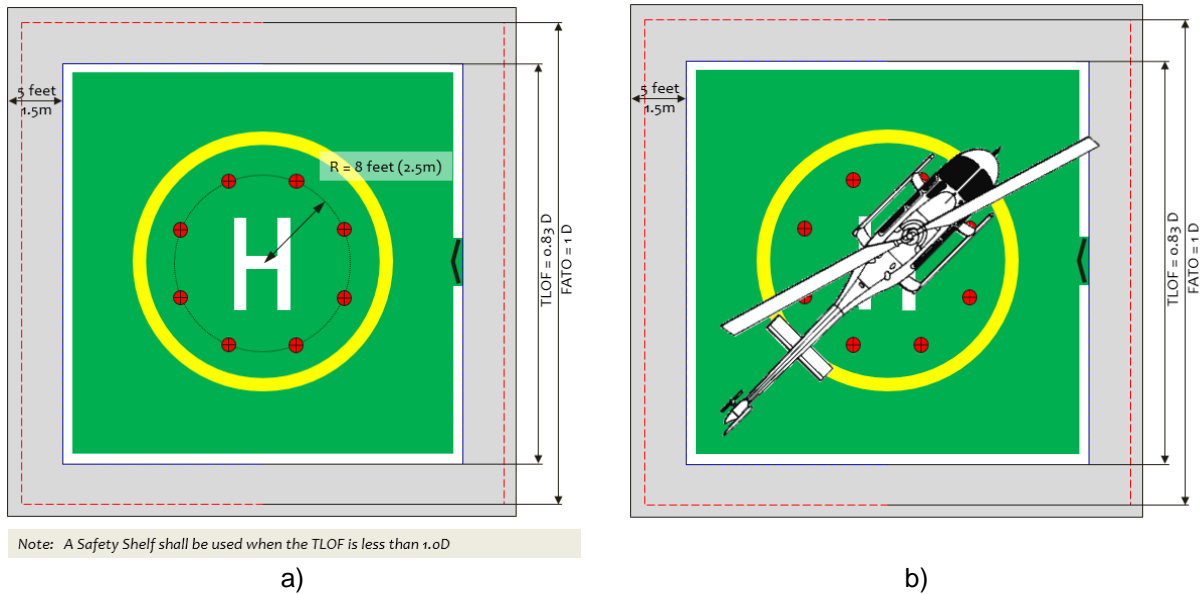 5 feet
1.5m
R = 8 feet (2.5m)
H
TLOF = 0.83 D
FATO = 1 D
Note: A Safety Shelf shall be used when the TLOF is less than 1.0D
a)
5 feet
1.5m
H
TLOF = 0.83 D
FATO = 1 D
b)